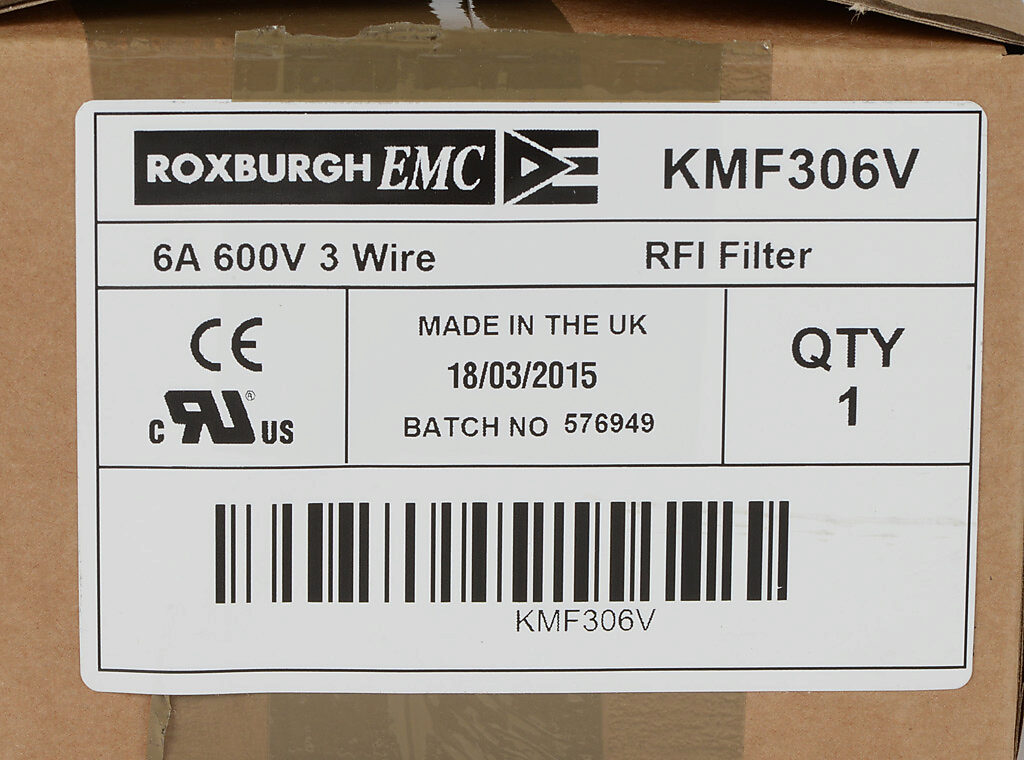 ROXBURGH EMC
KMF306V
6A 600V 3 Wire
RFI Filter
CE
c RU ® US
MADE IN THE UK
18/03/2015
BATCH NO 576949
QTY
1
KMF306V